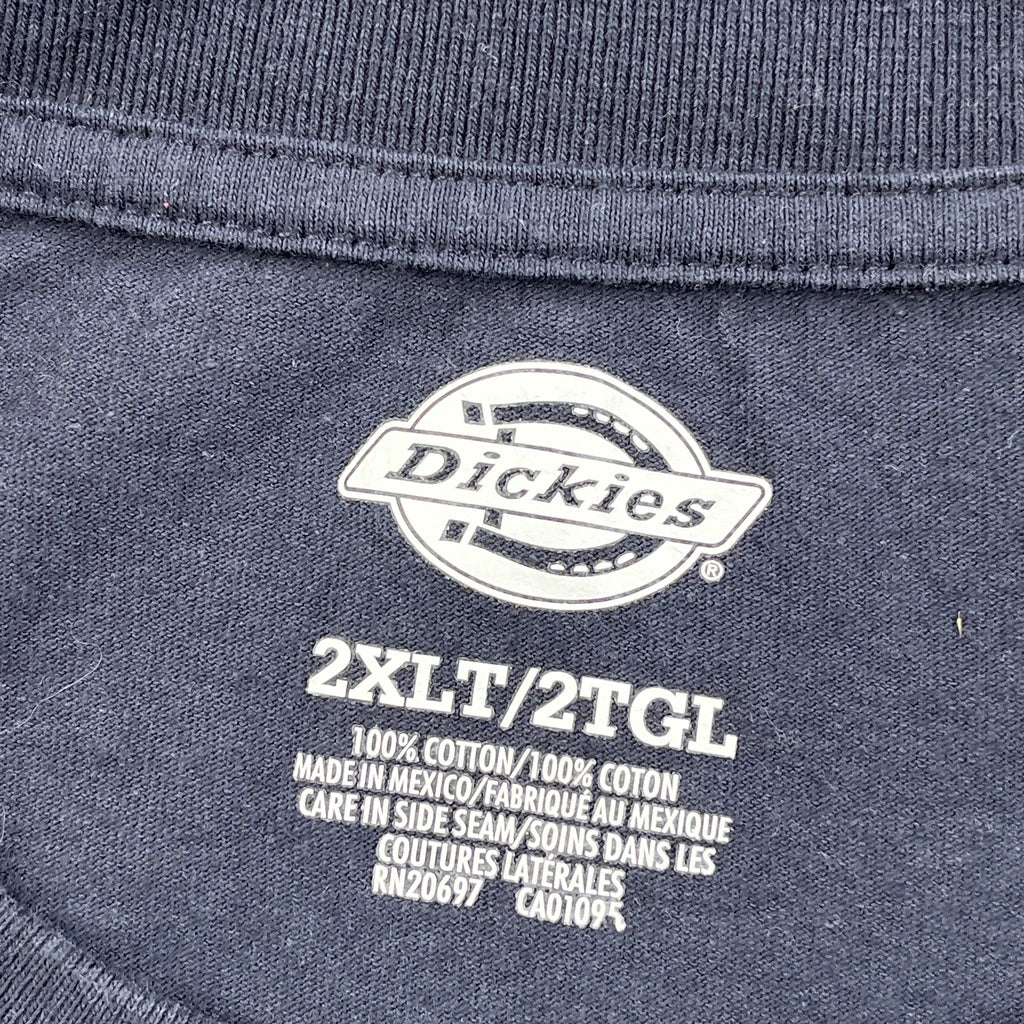 Dickies
®
2XLT/2TGL
100% COTTON/100% COTON
MADE IN MEXICO/FABRIQUÉ AU MEXIQUE
CARE IN SIDE SEAM/SOINS DANS LES
COUTURES LATÉRALES
RN20697 CA01095